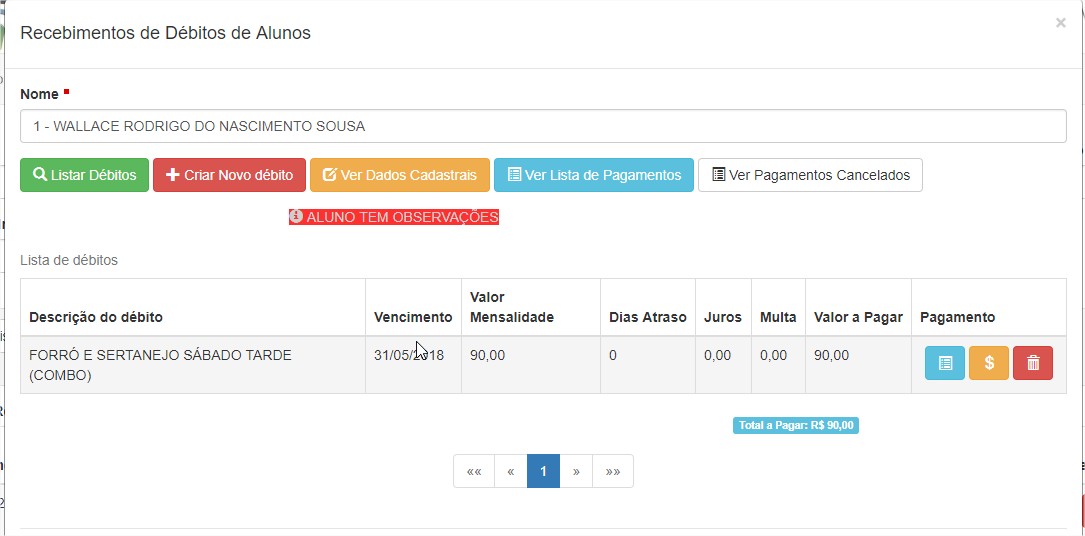 Recebimentos de Débitos de Alunos
×
Nome
1 - WALLACE RODRIGO DO NASCIMENTO SOUSA
Listar Débitos
Criar Novo débito
Ver Dados Cadastrais
Ver Lista de Pagamentos
Ver Pagamentos Cancelados
ALUNO TEM OBSERVAÇÕES
Lista de débitos
Descrição do débito
Vencimento
Valor
Mensalidade
Dias Atraso
Juros
Multa
Valor a Pagar
Pagamento
FORRÓ E SERTANEJO SÁBADO TARDE
(COMBO)
31/05/2018
90,00
0
0,00
0,00
90,00
$
Total a Pagar: R$ 90,00
««
«
1
»
»»